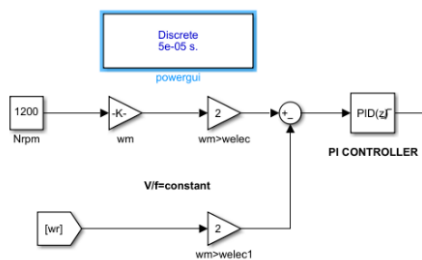 Discrete
5e-05 s.
powergui
1200
-K-
2
+_
PID(z)
Nrpm
wm
wm>welec
PI CONTROLLER
V/f=constant
[wr]
2
wm>welec1